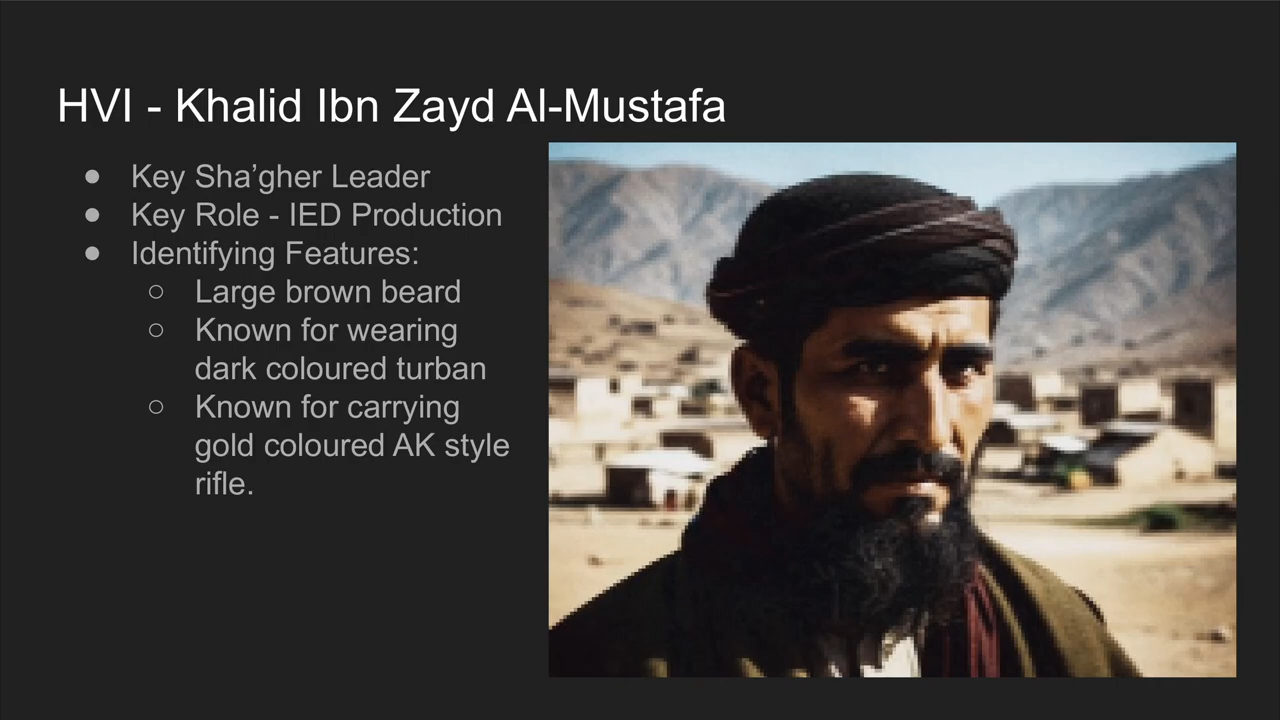 HVI - Khalid Ibn Zayd Al-Mustafa
● Key Sha’gher Leader
● Key Role - IED Production
● Identifying Features:
○ Large brown beard
○ Known for wearing
dark coloured turban
○ Known for carrying
gold coloured AK style
rifle.